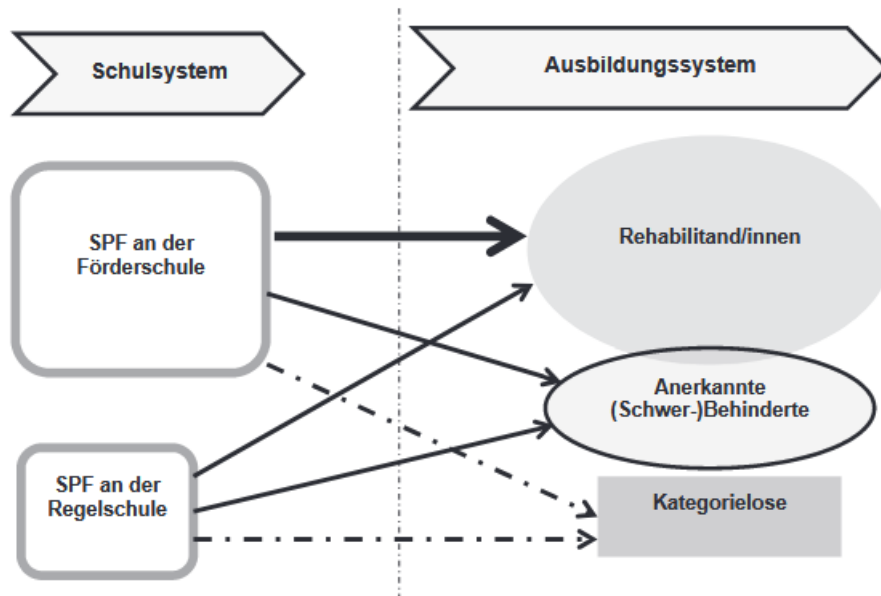 Schulsystem
Ausbildungssystem
SPF an der
Förderschule
Rehabilitand/innen
Anerkannte
(Schwer-)Behinderte
SPF an der
Regelschule
Kategorielose